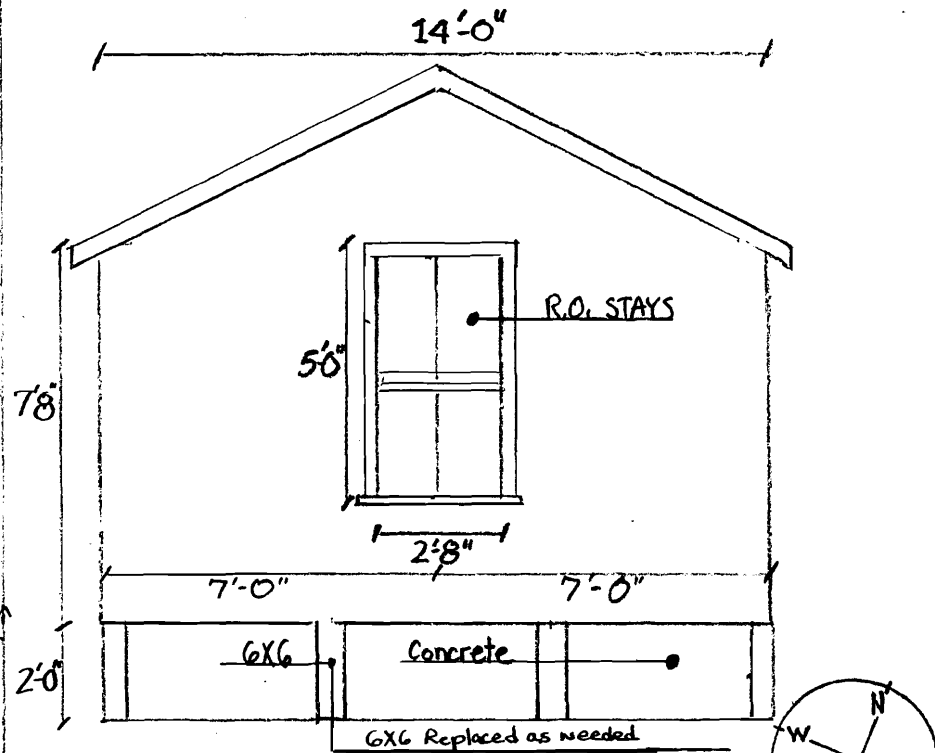 14'-0"
R.O. STAYS
5'0"
7'8"
2'-8"
7'-0"
7'-0"
6X6
Concrete
2'-0"
6X6 Replaced as needed
N
W